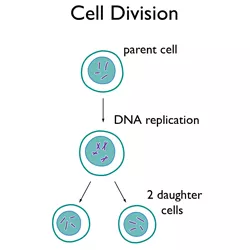 Cell Division
parent cell
DNA replication
2 daughter
cells